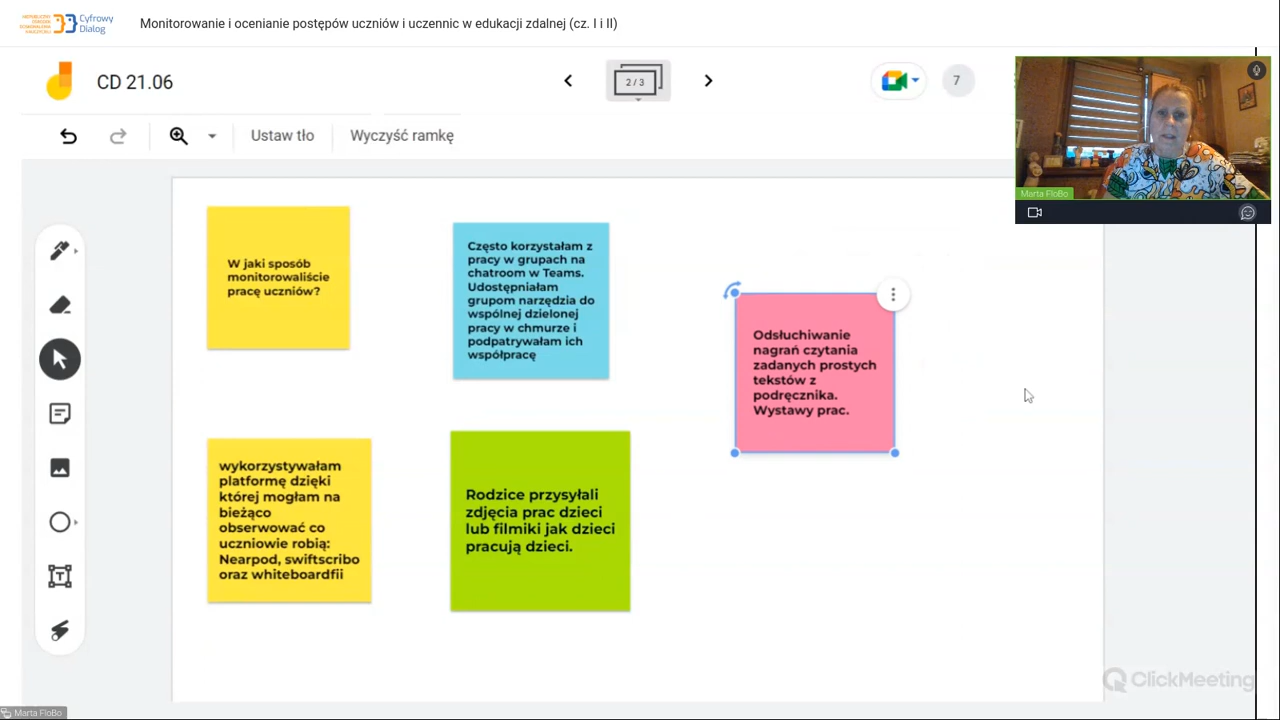 NIEPUBLICZNY
OŚRODEK
DOSKONALENIA
NAUCZYCIELI
Cyfrowy
Dialog
Monitorowanie i ocenianie postępów uczniów i uczennic w edukacji zdalnej (cz. I i II)
CD 21.06
2 / 3
7
Ustaw tło
Wyczyść ramkę
Marta FloBo
W jaki sposób
monitorowaliście
pracę uczniów?
Często korzystałam z
pracy w grupach na
chatroom w Teams.
Udostępniałam
grupom narzędzia do
wspólnej dzielonej
pracy w chmurze i
podpatrywałam ich
współpracę
Odsłuchiwanie
nagrań czytania
zadanych prostych
tekstów z
podręcznika.
Wystawy prac.
wykorzystywałam
platformę dzięki
której mogłam na
bieżąco
obserwować co
uczniowie robią:
Nearpod, swiftscribo
oraz whiteboardfii
Rodzice przysyłali
zdjęcia prac dzieci
lub filmiki jak dzieci
pracują dzieci.
ClickMeeting
Marta FloBo